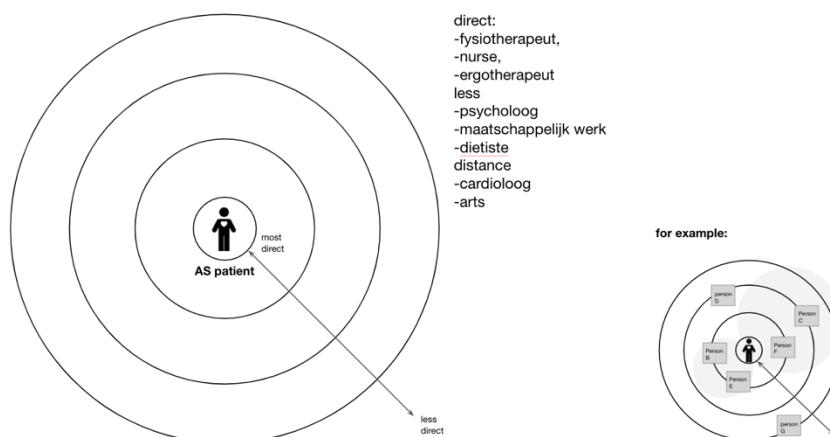 direct:
-fysiotherapeut,
-nurse,
-ergotherapeut
less
-psycholoog
-maatschappelijk werk
-dietiste
distance
-cardioloog
-arts
most
direct
AS patient
less
direct
for example:
person
D
Person
C
Person
B
Person
F
Person
E
person
G